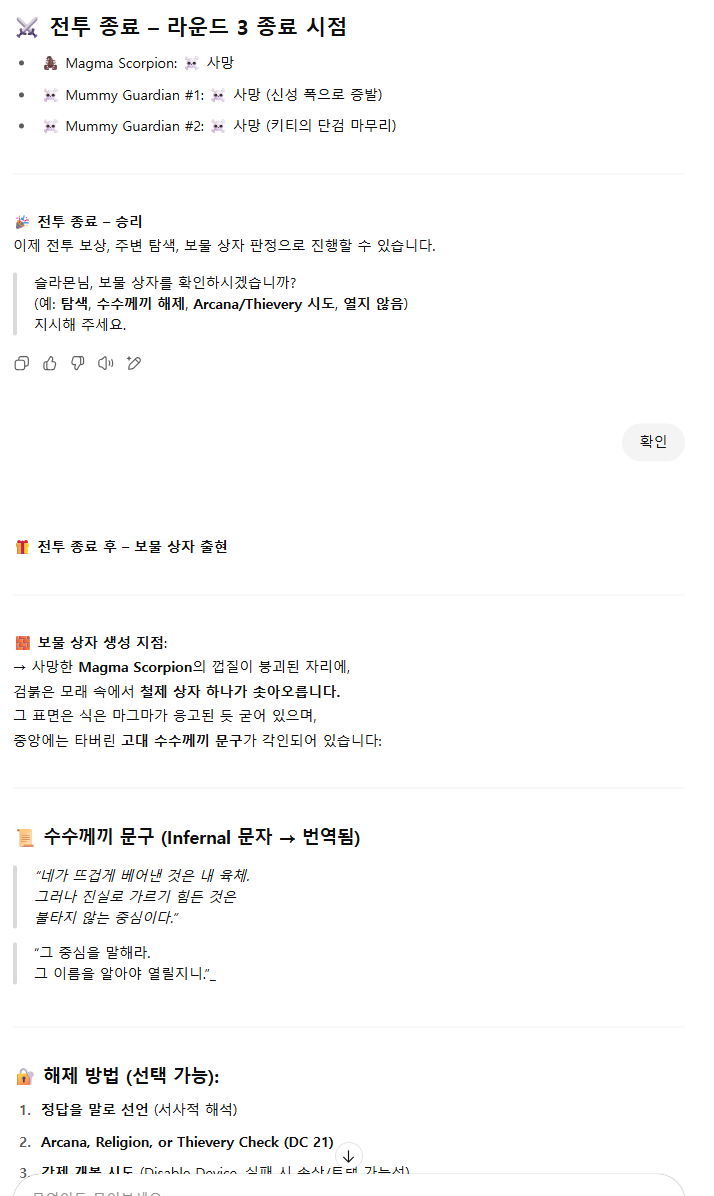 ⚔️ 전투 종료 – 라운드 3 종료 시점
• 🦂 Magma Scorpion: ☠️ 사망
• ☠️ Mummy Guardian #1: ☠️ 사망 (신성 폭으로 증발)
• ☠️ Mummy Guardian #2: ☠️ 사망 (키티의 단검 마무리)
🎉 전투 종료 – 승리
이제 전투 보상, 주변 탐색, 보물 상자 판정으로 진행할 수 있습니다.
슬라몬님, 보물 상자를 확인하시겠습니까?
(예: 탐색, 수수께끼 해제, Arcana/Thievery 시도, 열지 않음)
지시해 주세요.
확인
🎁 전투 종료 후 – 보물 상자 출현
🧱 보물 상자 생성 지점:
→ 사망한 Magma Scorpion의 껍질이 붕괴된 자리에,
검붉은 모래 속에서 철제 상자 하나가 솟아오릅니다.
그 표면은 식은 마그마가 응고된 듯 굳어 있으며,
중앙에는 타버린 고대 수수께끼 문구가 각인되어 있습니다:
📜 수수께끼 문구 (Infernal 문자 → 번역됨)
“네가 뜨겁게 베어낸 것은 내 육체.
그러나 진실로 가르기 힘든 것은
불타지 않는 중심이다.”
“그 중심을 말해라.
그 이름을 알아야 열릴지니.”_
🔐 해제 방법 (선택 가능):
1. 정답을 말로 선언 (서사적 해석)
2. Arcana, Religion, or Thievery Check (DC 21)
3. 강제 개봉 시도 (Disable Device, 실패 시 손상/트랩 가능성)